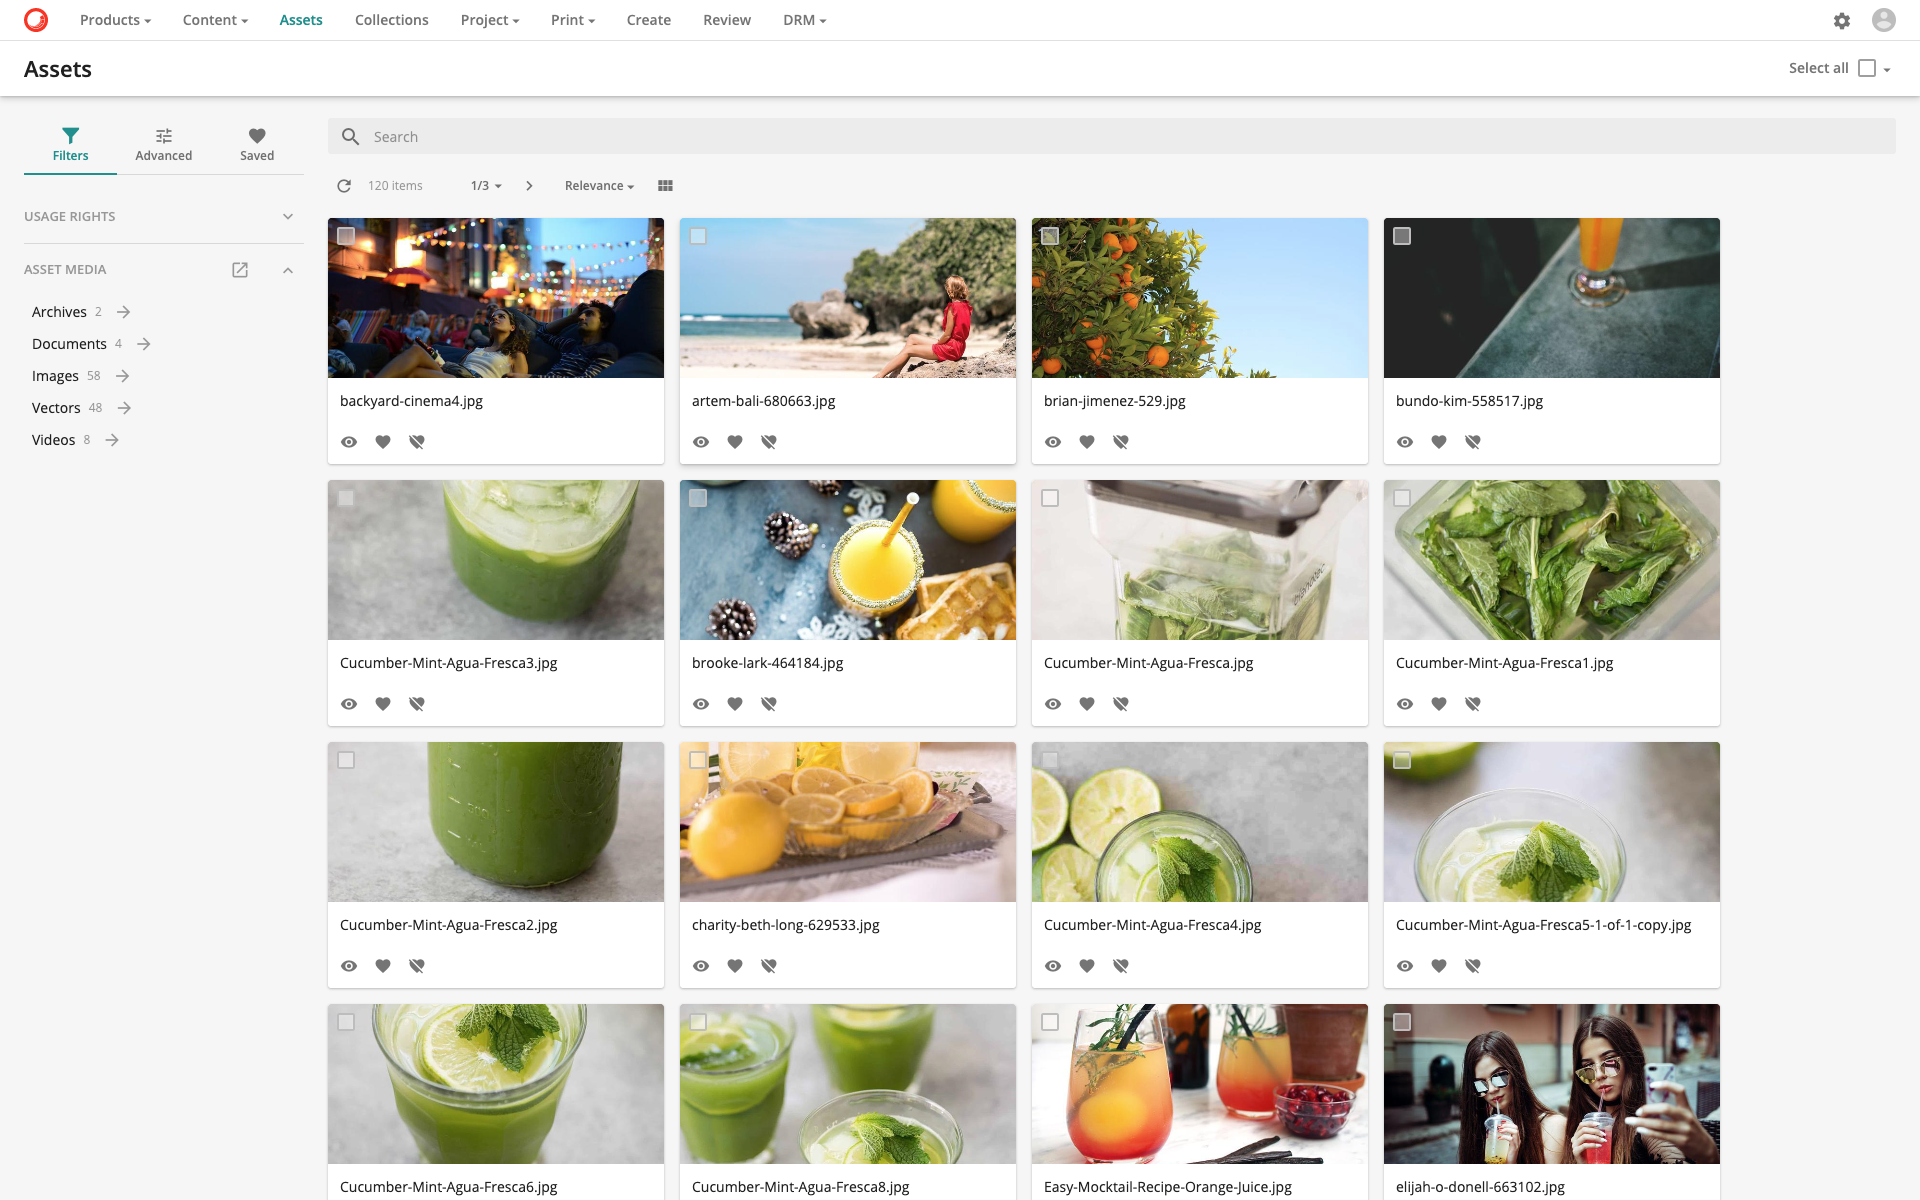 Products Content Assets Collections Project Print Create Review DRM
Assets
Select all
Filters Advanced Saved
Search
120 items 1/3 Relevance
USAGE RIGHTS
ASSET MEDIA
Archives 2
Documents 4
Images 58
Vectors 48
Videos 8
backyard-cinema4.jpg
artem-bali-680663.jpg
brian-jimenez-529.jpg
bundo-kim-558517.jpg
Cucumber-Mint-Agua-Fresca3.jpg
brooke-lark-464184.jpg
Cucumber-Mint-Agua-Fresca.jpg
Cucumber-Mint-Agua-Fresca1.jpg
Cucumber-Mint-Agua-Fresca2.jpg
charity-beth-long-629533.jpg
Cucumber-Mint-Agua-Fresca4.jpg
Cucumber-Mint-Agua-Fresca5-1-of-1-copy.jpg
Cucumber-Mint-Agua-Fresca6.jpg
Cucumber-Mint-Agua-Fresca8.jpg
Easy-Mocktail-Recipe-Orange-Juice.jpg
elijah-o-donell-663102.jpg